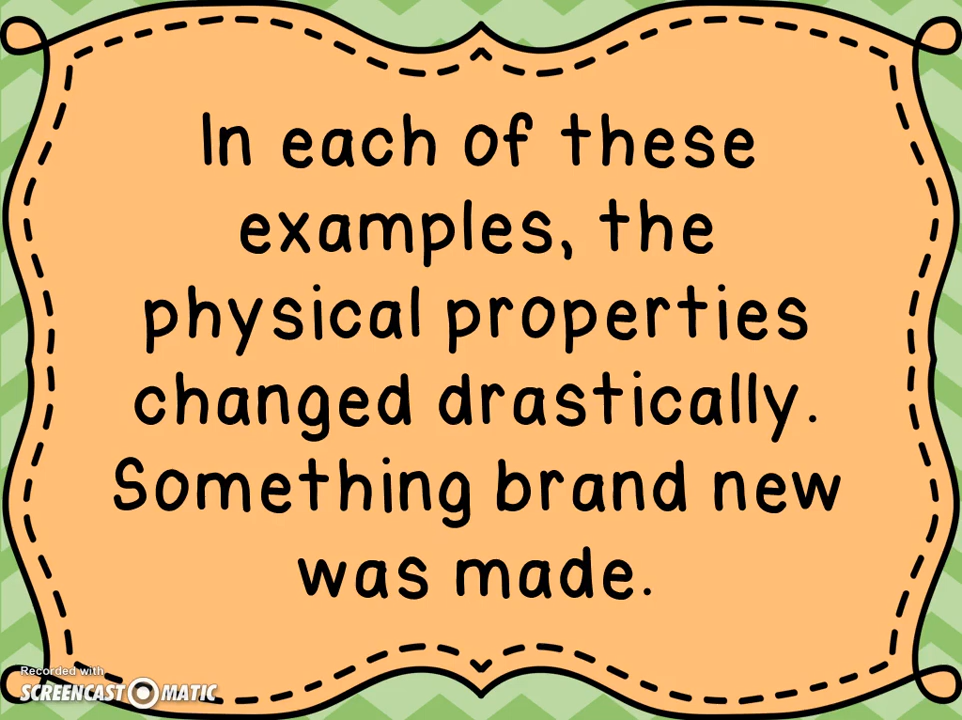 In each of these
examples, the
physical properties
changed drastically.
Something brand new
was made.
Recorded with
SCREENCAST MATIC